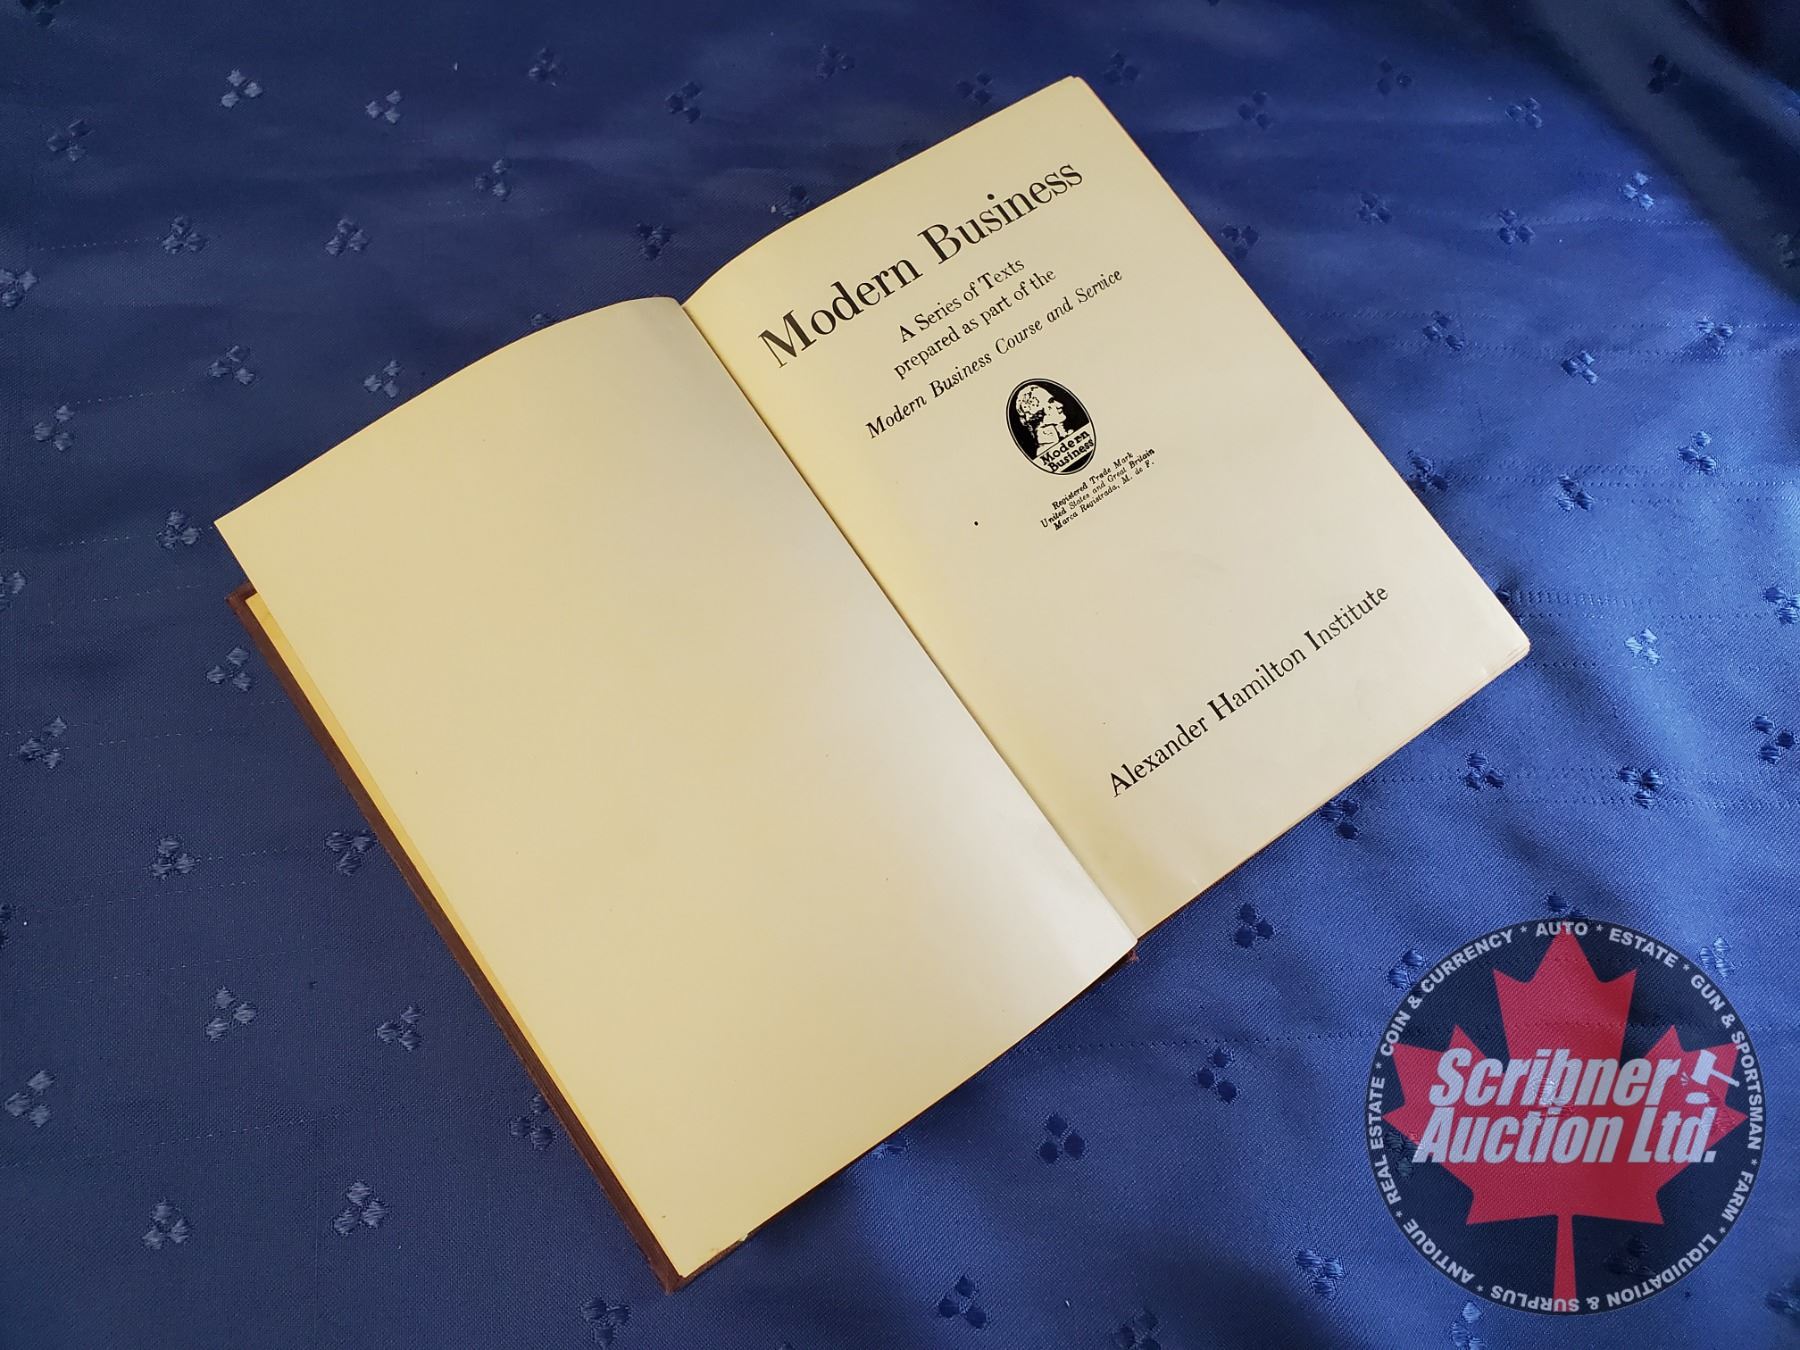 Modern Business
A Series of Texts
prepared as part of the
Modern Business Course and Service
Modern
Business
Registered Trade Mark
United States and Great Britain
Marca Registrada, M. de F.
Alexander Hamilton Institute
Scribner
Auction Ltd.
ANTIQUE * REAL ESTATE * COIN & CURRENCY * AUTO * ESTATE * GUN & SPORTSMAN * FARM * LIQUIDATION & SURPLUS *